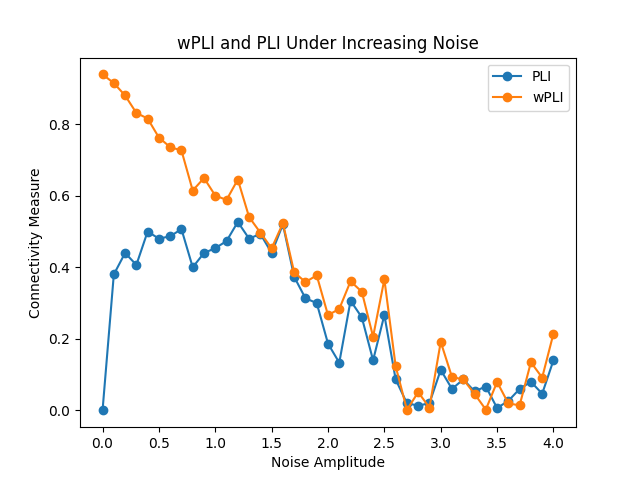 wPLI and PLI Under Increasing Noise
PLI
wPLI
Connectivity Measure
0.8
0.6
0.4
0.2
0.0
0.0 0.5 1.0 1.5 2.0 2.5 3.0 3.5 4.0
Noise Amplitude